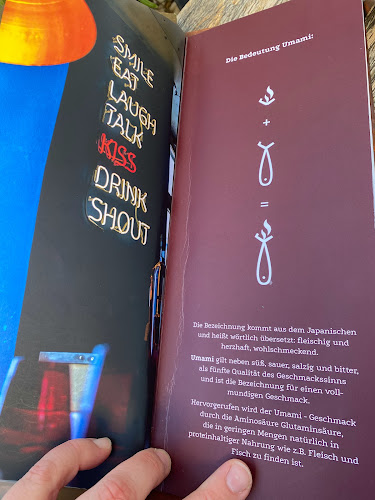 SMILE
EAT
LAUGH
TALK
KISS
DRINK
SHOUT
Die Bedeutung Umami:
+
=
Die Bezeichnung kommt aus dem Japanischen
und heißt wörtlich übersetzt: fleischig und
herzhaft, wohlschmeckend.
Umami gilt neben süß, sauer, salzig und bitter,
als fünfte Qualität des Geschmackssinns
und ist die Bezeichnung für einen voll-
mundigen Geschmack.
Hervorgerufen wird der Umami - Geschmack
durch die Aminosäure Glutaminsäure,
die in geringen Mengen natürlich in
proteinhaltiger Nahrung wie z.B. Fleisch und
Fisch zu finden ist.